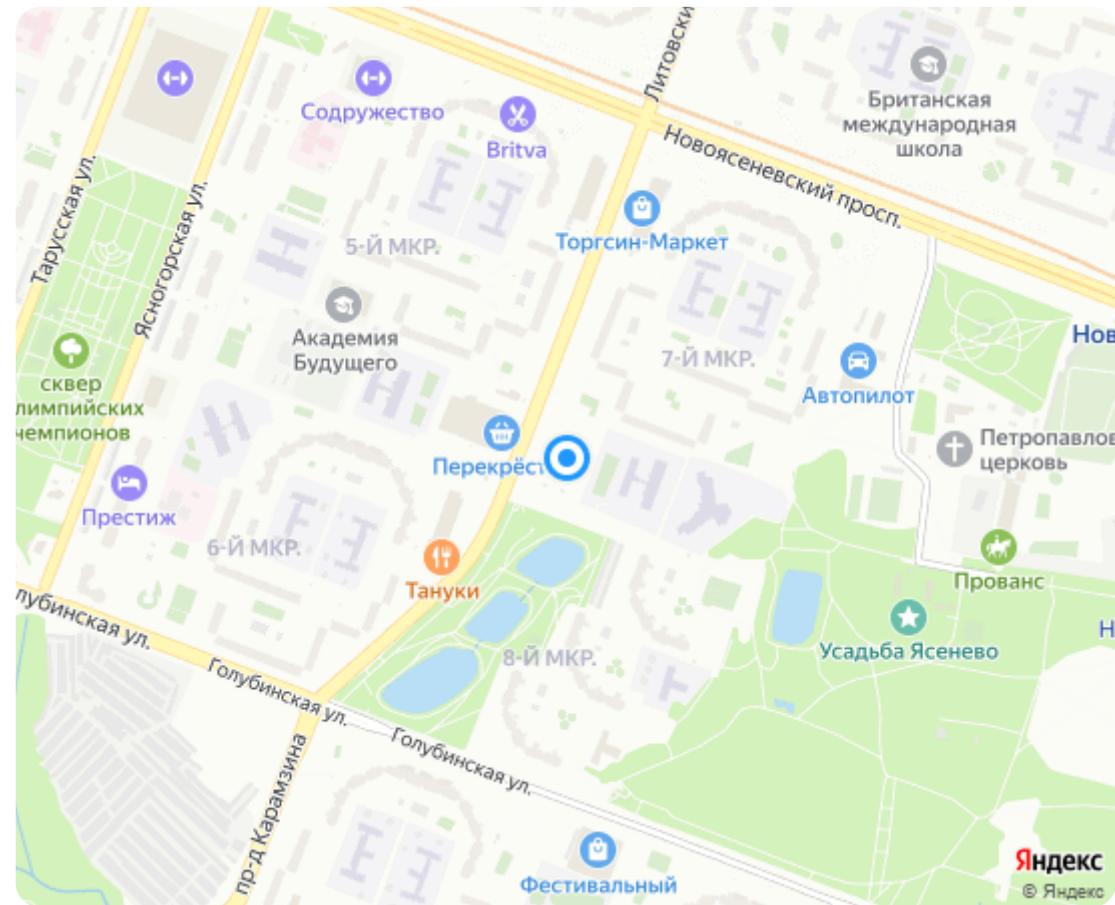 Литовски
Содружество
Britva
Британская
международная
школа
Новоясеневский просп.
Тарусская ул.
Ясногорская ул.
Торгсин-Маркет
5-Й МКР.
Академия
Будущего
7-Й МКР.
Нов
Автопилот
сквер
лимпийских
чемпионов
Перекрёст
Петропавлов
церковь
Престиж
6-Й МКР.
Тануки
Прованс
лубинская ул.
Усадьба Ясенево
Н
8-Й МКР.
Голубинская ул.
Голубинская ул.
пр-д Карамзина
Фестивальный
Яндекс
© Яндекс